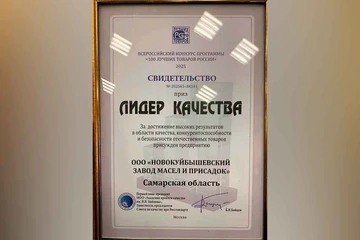 ВСЕРОССИЙСКИЙ КОНКУРС ПРОГРАММЫ
«100 ЛУЧШИХ ТОВАРОВ РОССИИ»
2025
СВИДЕТЕЛЬСТВО
приз
ЛИДЕР КАЧЕСТВА
За достижение высоких результатов
в области качества, конкурентоспособности
и безопасности отечественных товаров
присужден предприятию
ООО «НОВОКУЙБЫШЕВСКИЙ
ЗАВОД МАСЕЛ И ПРИСАДОК»
Самарская область
Москва